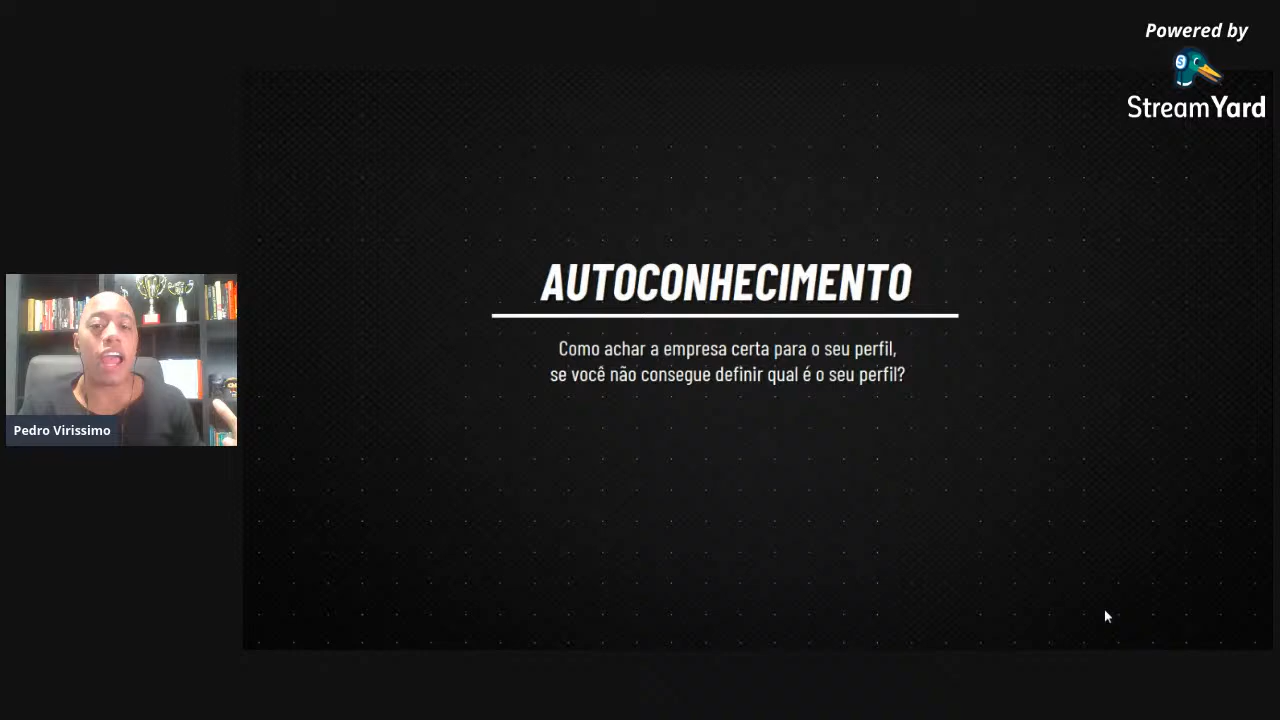 Powered by
StreamYard
AUTOCONHECIMENTO
Como achar a empresa certa para o seu perfil,
se você não consegue definir qual é o seu perfil?
Pedro Virissimo